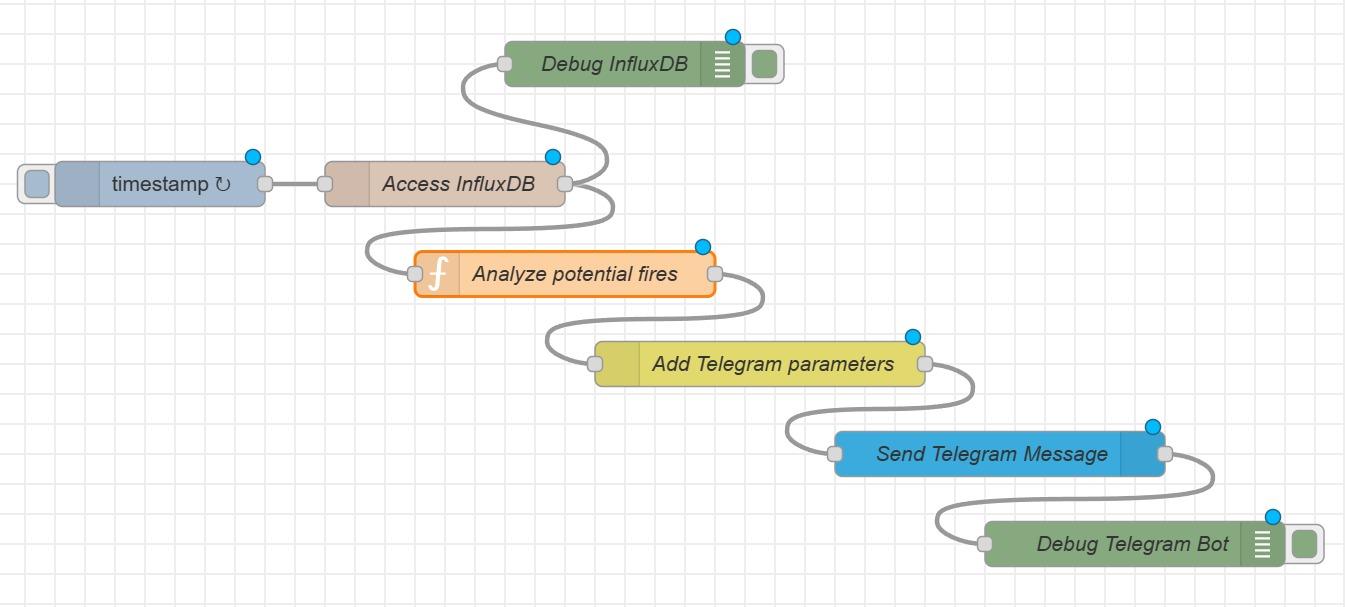 Debug InfluxDB
timestamp ↻
Access InfluxDB
Analyze potential fires
Add Telegram parameters
Send Telegram Message
Debug Telegram Bot